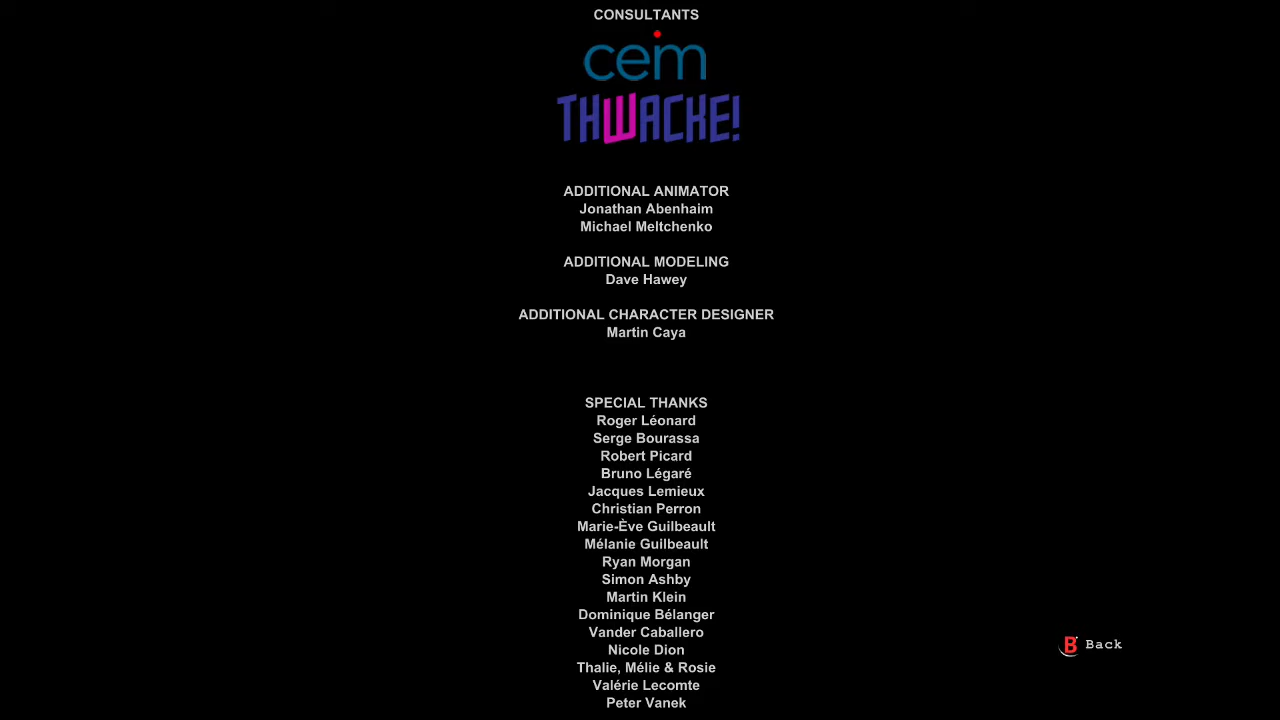 CONSULTANTS
ceim
THWACKE!
ADDITIONAL ANIMATOR
Jonathan Abenhaim
Michael Meltchenko
ADDITIONAL MODELING
Dave Hawey
ADDITIONAL CHARACTER DESIGNER
Martin Caya
SPECIAL THANKS
Roger Léonard
Serge Bourassa
Robert Picard
Bruno Légaré
Jacques Lemieux
Christian Perron
Marie-Ève Guilbeault
Mélanie Guilbeault
Ryan Morgan
Simon Ashby
Martin Klein
Dominique Bélanger
Vander Caballero
Nicole Dion
Thalie, Mélie & Rosie
Valérie Lecomte
Peter Vanek
B Back